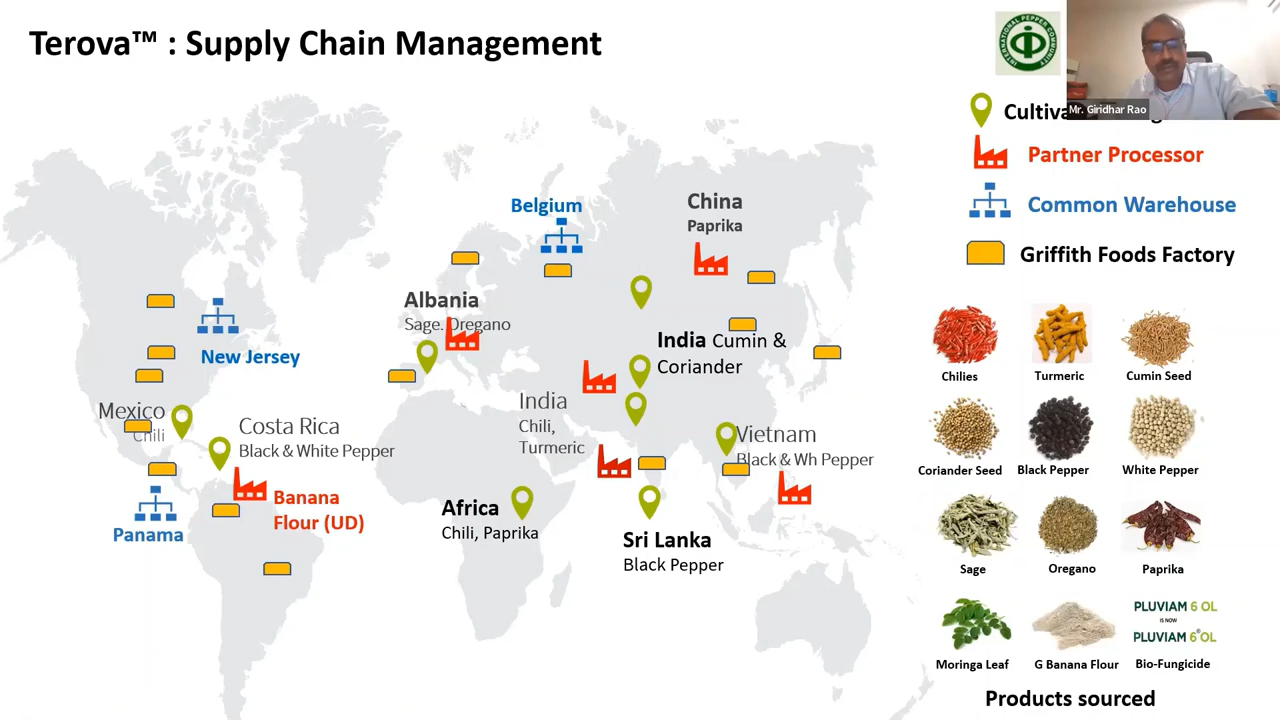 Terova™ : Supply Chain Management
INTERNATIONAL PEPPER COMMUNITY
Mr. Giridhar Rao
Partner Processor
Common Warehouse
Griffith Foods Factory
Belgium
China
Paprika
Albania
Sage. Oregano
New Jersey
India Cumin &
Coriander
Mexico
Chili
Costa Rica
Black & White Pepper
India
Chili,
Turmeric
Vietnam
Black & Wh Pepper
Banana
Flour (UD)
Panama
Africa
Chili, Paprika
Sri Lanka
Black Pepper
Chilies
Turmeric
Cumin Seed
Coriander Seed
Black Pepper
White Pepper
Sage
Oregano
Paprika
PLUVIAM 6 OL
IS NOW
PLUVIAM 6®OL
Moringa Leaf
G Banana Flour
Bio-Fungicide
Products sourced